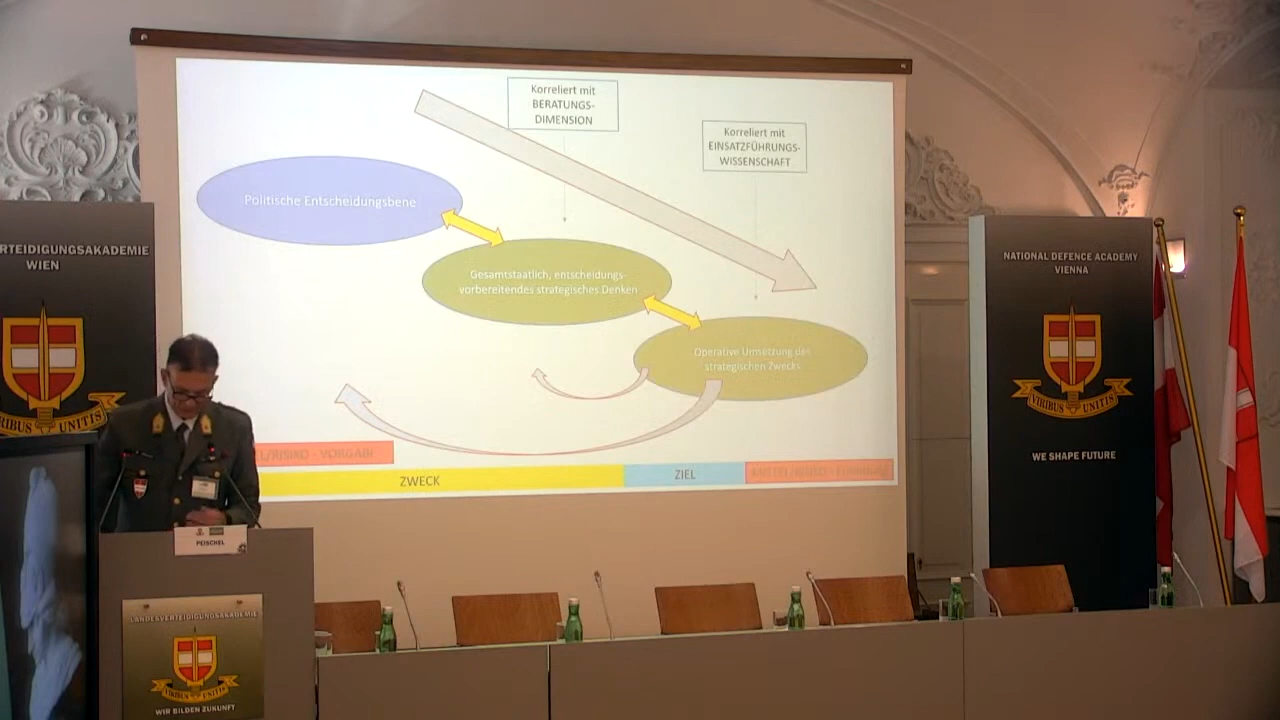 Korreliert mit
BERATUNGS-
DIMENSION
Korreliert mit
EINSATZFÜHRUNGS-
WISSENSCHAFT
Politische Entscheidungsbene
Gesamtstaatlich, entscheidungs-
vorbereitendes strategisches Denken
Operative Umsetzung des
strategischen Zwecks
RISIKO - VORGABE
ZWECK
ZIEL
RTEIDIGUNGSAKADEMIE
WIEN
VIRIBUS UNITIS
NATIONAL DEFENCE ACADEMY
VIENNA
VIRIBUS UNITIS
WE SHAPE FUTURE
PEISCHEL
LANDESVERTEIDIGUNGSAKADEMIE
VIRIBUS UNITIS
WIR BILDEN ZUKUNFT